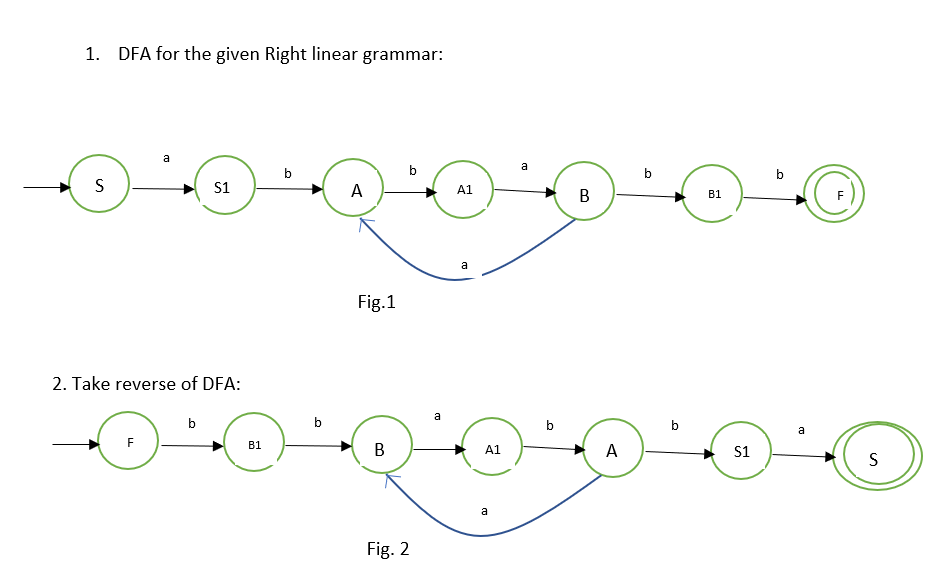 1. DFA for the given Right linear grammar:
a
b
b
a
b
b
S
S1
A
A1
B
B1
F
a
Fig.1
2. Take reverse of DFA:
b
b
a
b
b
a
F
B1
B
A1
A
S1
S
a
Fig. 2